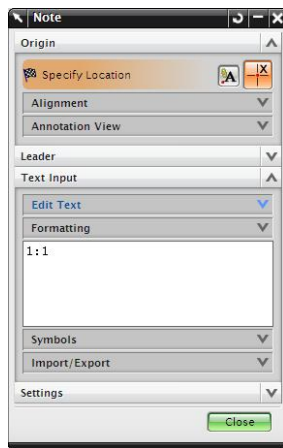 Note
Origin
Specify Location
Alignment
Annotation View
Leader
Text Input
Edit Text
Formatting
1:1
Symbols
Import/Export
Settings
Close